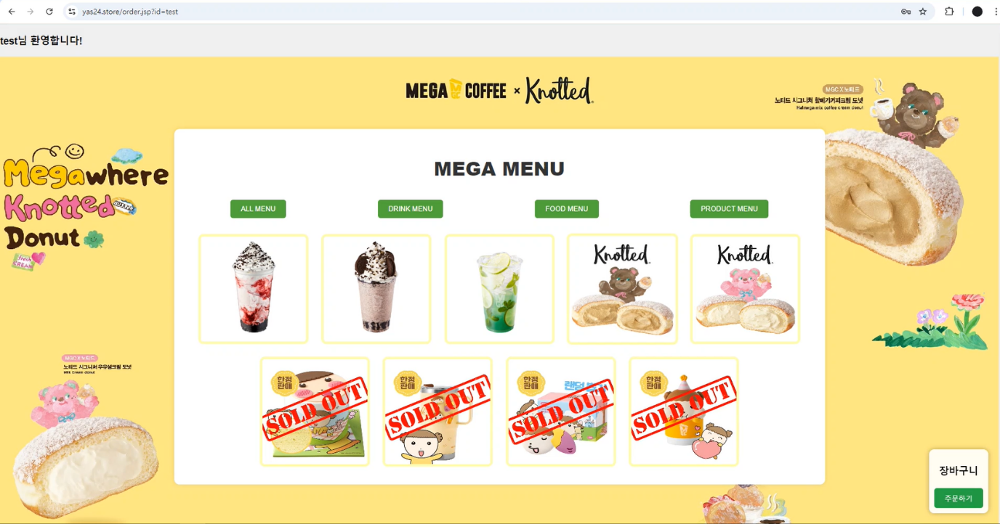 yas24.store/order.jsp?id=test
test님 환영합니다!
MEGA MGC COFFEE × Knotted
MGC X 노티드
노티드 시그니처 할메가커피크림 도넛
Halmega mix coffee cream donut
Megawhere
Knotted
Donut
fresh
CREAM
MEGA MENU
ALL MENU
DRINK MENU
FOOD MENU
PRODUCT MENU
Knotted
Knotted
한정
판매
SOLD OUT
한정
판매
SOLD OUT
한정
판매
랜덤
SOLD OUT
한정
판매
SOLD OUT
MGC X 노티드
노티드 시그니처 우유생크림 도넛
Milk Cream donut
장바구니
주문하기